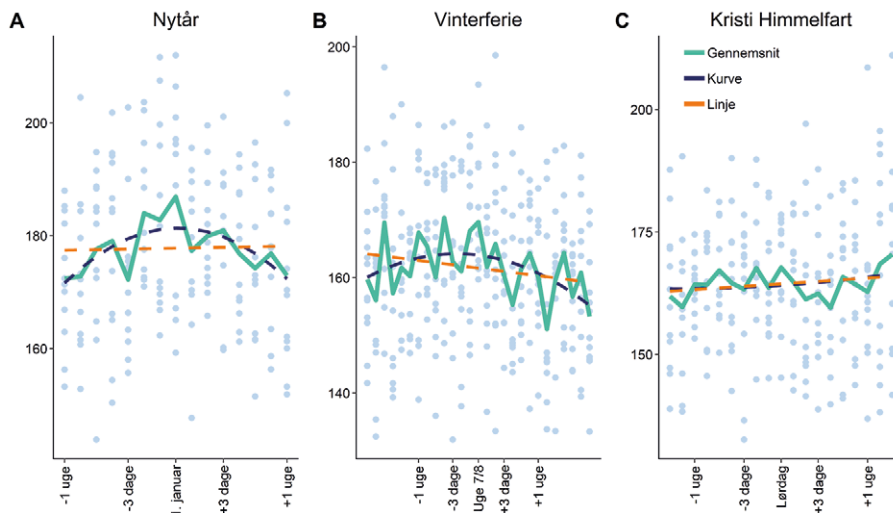 A
Nytår
200
180
160
-1 uge
-3 dage
1. januar
+3 dage
+1 uge
B
Vinterferie
200
180
160
140
-1 uge
-3 dage
Uge 7/8
+3 dage
+1 uge
C
Kristi Himmelfart
Gennemsnit
Kurve
Linje
200
175
150
-1 uge
-3 dage
Lørdag
+3 dage
+1 uge